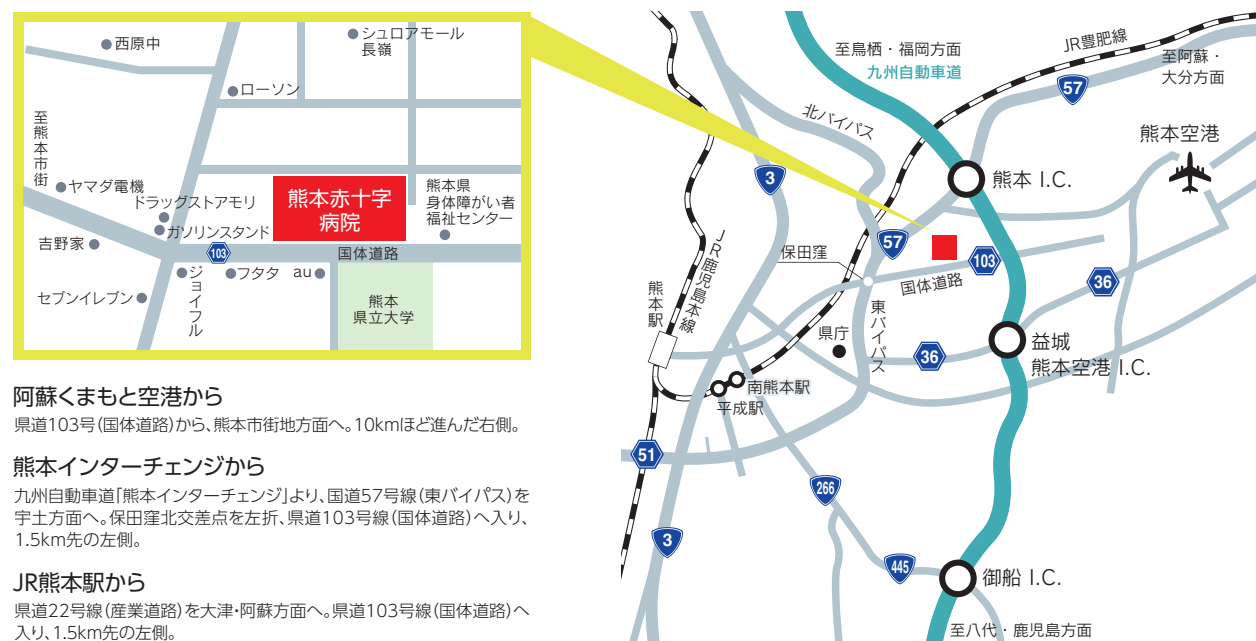 西原中
シュロアモール
長嶺
ローソン
至熊本市街
ヤマダ電機
ドラッグストアモリ
ガソリンスタンド
熊本赤十字
病院
熊本県
身体障がい者
福祉センター
吉野家
103
国体道路
セブンイレブン
ジョイフル
フタタ
au
熊本
県立大学
阿蘇くまもと空港から
県道103号(国体道路)から、熊本市街地方面へ。10kmほど進んだ右側。
熊本インターチェンジから
九州自動車道「熊本インターチェンジ」より、国道57号線(東バイパス)を
宇土方面へ。保田窪北交差点を左折、県道103号線(国体道路)へ入り、
1.5km先の左側。
JR熊本駅から
県道22号線(産業道路)を大津・阿蘇方面へ。県道103号線(国体道路)へ
入り、1.5km先の左側。
至鳥栖・福岡方面
九州自動車道
JR豊肥線
至阿蘇・
大分方面
57
北バイパス
熊本空港
3
熊本 I.C.
57
保田窪
103
国体道路
36
JR鹿児島本線
熊本駅
東バイパス
県庁
36
益城
熊本空港 I.C.
南熊本駅
平成駅
51
266
3
445
御船 I.C.
至八代・鹿児島方面